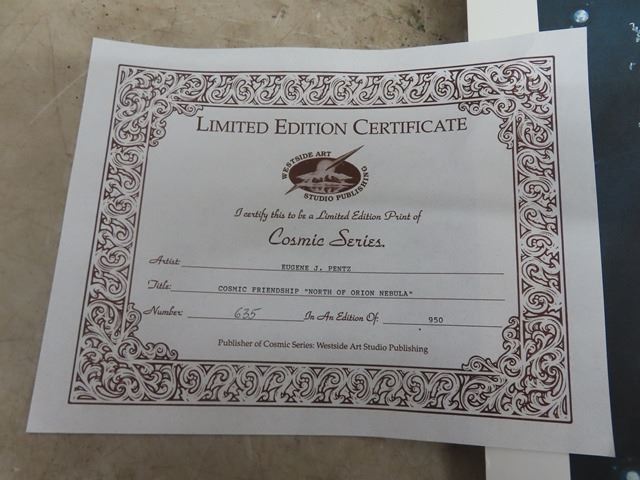 LIMITED EDITION CERTIFICATE
WESTSIDE ART
STUDIO PUBLISHING
I certify this to be a Limited Edition Print of
Cosmic Series.
Artist: EUGENE J. PENTZ
Title: COSMIC FRIENDSHIP "NORTH OF ORION NEBULA"
Number: 635 In An Edition Of: 950
Publisher of Cosmic Series: Westside Art Studio Publishing